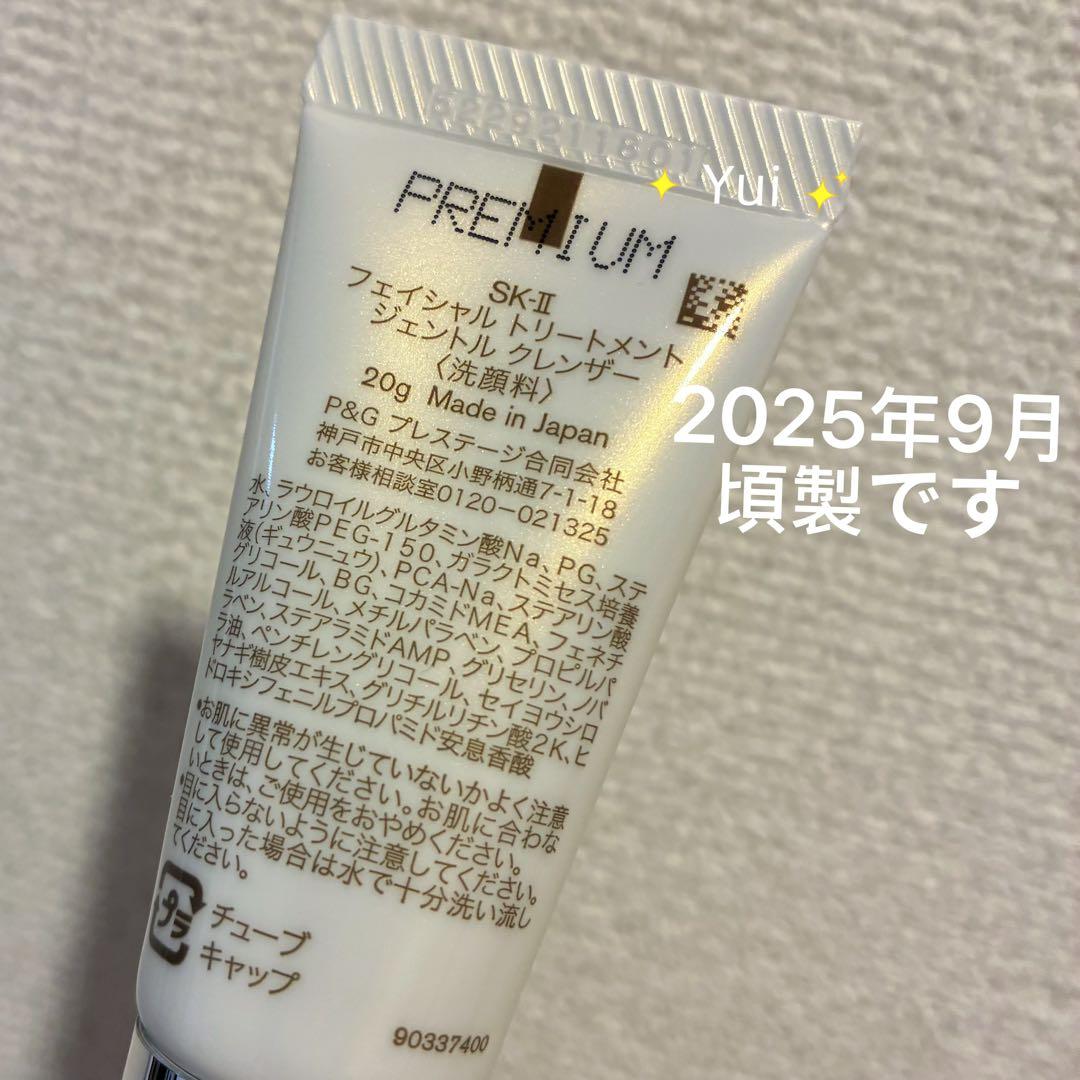 5229211801
✦ Yui ✦
PREMIUM
SK-II
フェイシャル トリートメント
ジェントル クレンザー
〈洗顔料〉
20g Made in Japan
P&G プレステージ合同会社
神戸市中央区小野柄通7-1-18
お客様相談室0120-021325
2025年9月
頃製です
水、ラウロイルグルタミン酸Na、PG、ステ
アリン酸PEG-150、ガラクトミセス培養
液(ギュウニュウ)、PCA-Na、ステアリン酸
グリコール、BG、コカミドMEA、フェネチ
ルアルコール、メチルパラベン、プロピルパ
ラベン、ステアラミドAMP、グリセリン、ノバ
ラ油、ペンチレングリコール、セイヨウシロ
ヤナギ樹皮エキス、グリチルリチン酸2K、ヒ
ドロキシフェニルプロパミド安息香酸
•お肌に異常が生じていないかよく注意
して使用してください。お肌に合わな
いときは、ご使用をおやめください。
•目に入らないように注意してください。
目に入った場合は水で十分洗い流し
てください。
プラ
チューブ
キャップ
90337400